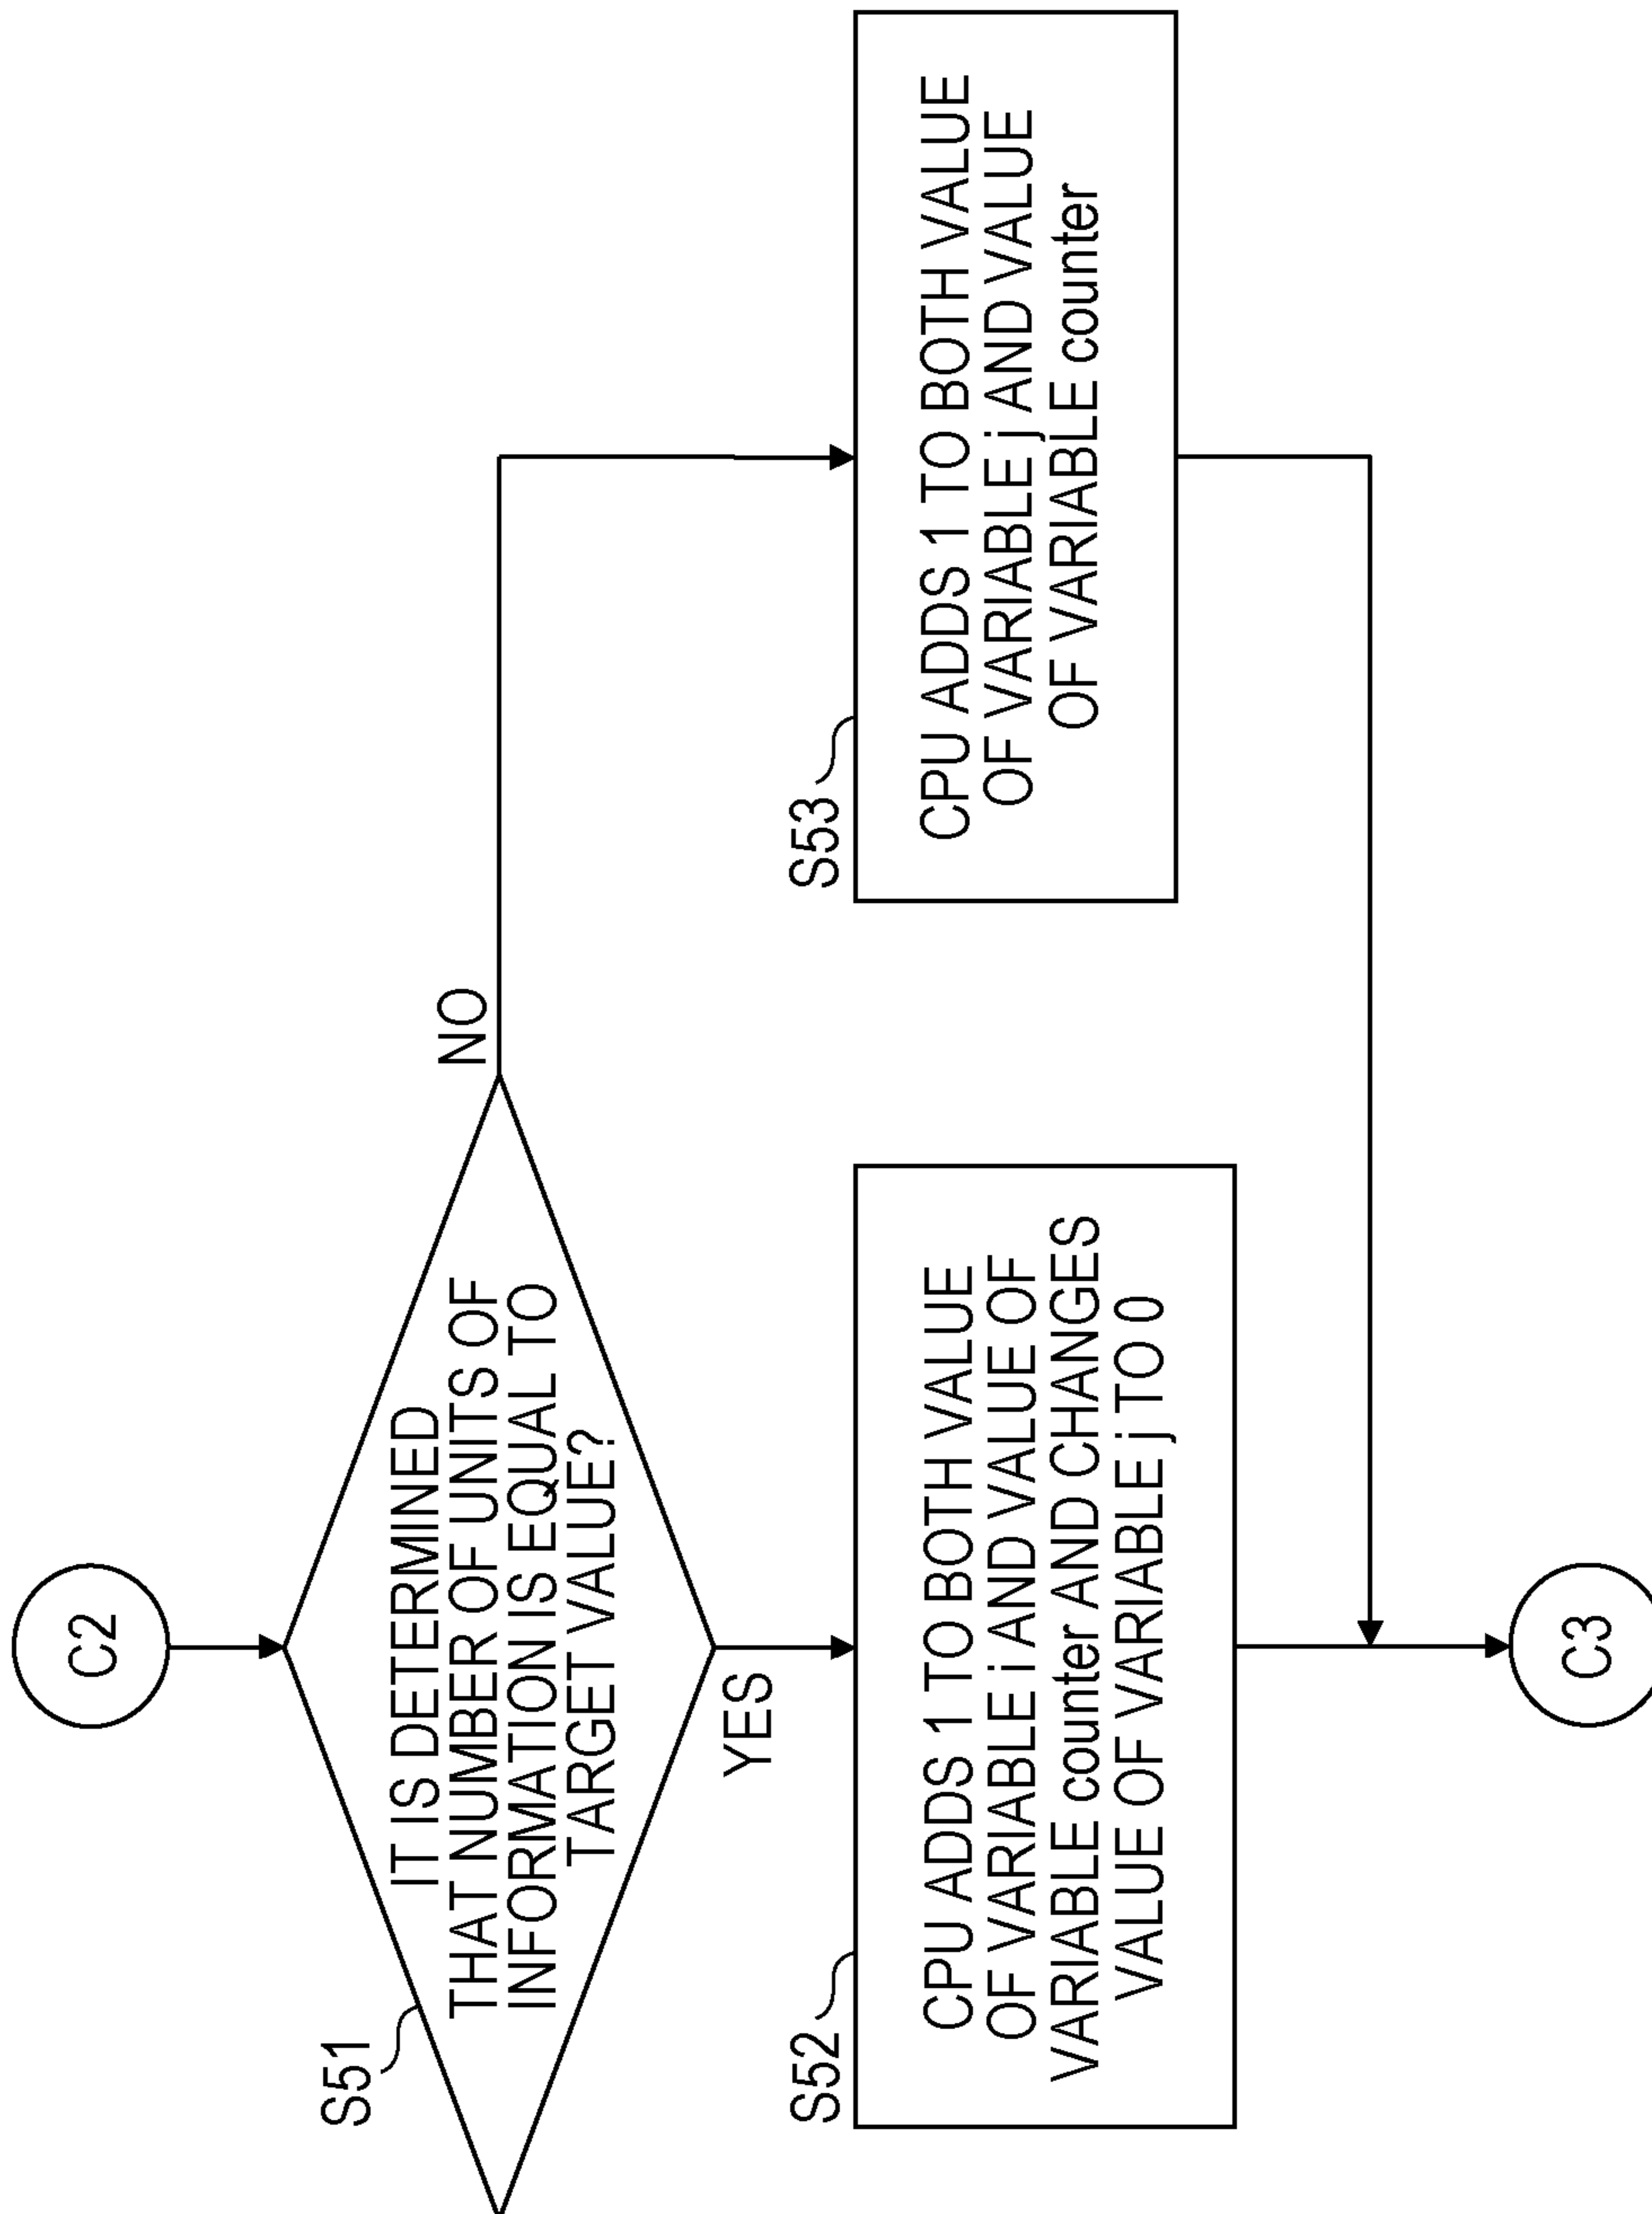 C2
S51
IT IS DETERMINED
THAT NUMBER OF UNITS OF
INFORMATION IS EQUAL TO
TARGET VALUE?
NO
YES
S52
CPU ADDS 1 TO BOTH VALUE
OF VARIABLE i AND VALUE OF
VARIABLE counter AND CHANGES
VALUE OF VARIABLE j TO 0
S53
CPU ADDS 1 TO BOTH VALUE
OF VARIABLE j AND VALUE
OF VARIABLE counter
C3